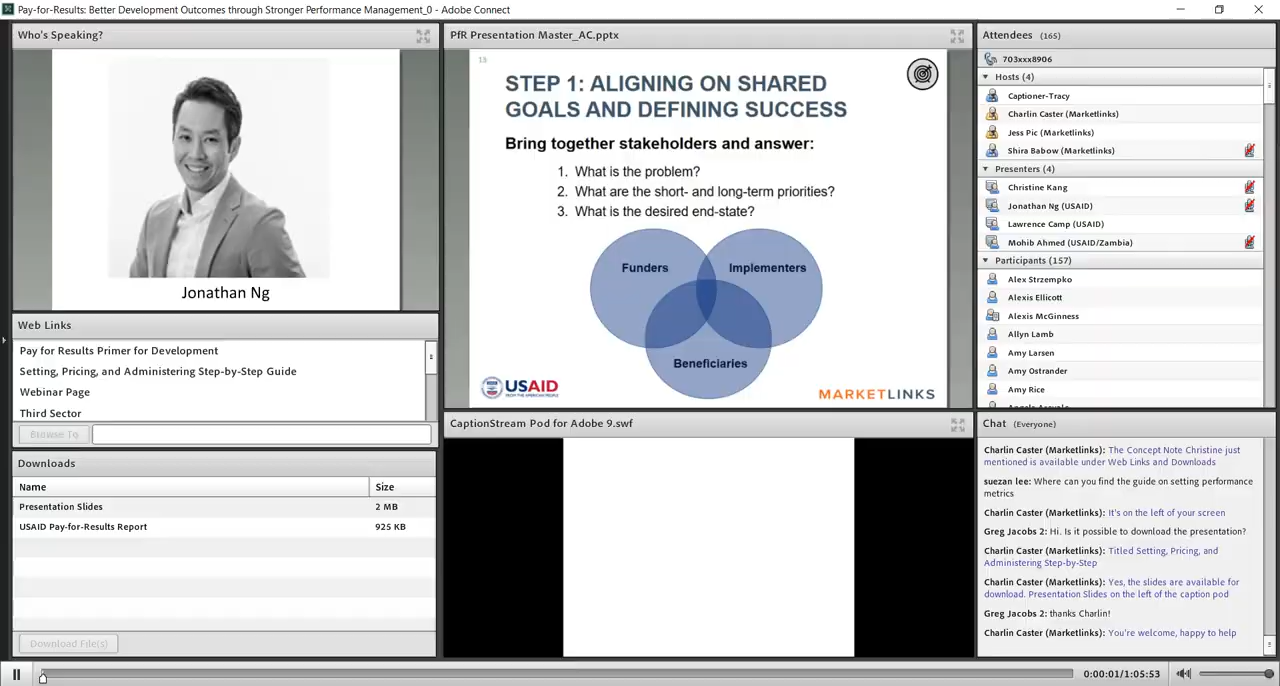 Pay-for-Results: Better Development Outcomes through Stronger Performance Management_0 - Adobe Connect
Who's Speaking?
Jonathan Ng
Web Links
Pay for Results Primer for Development
Setting, Pricing, and Administering Step-by-Step Guide
Webinar Page
Third Sector
Browse To
Downloads
Name Size
Presentation Slides 2 MB
USAID Pay-for-Results Report 925 KB
Download File(s)
PfR Presentation Master_AC.pptx
13
STEP 1: ALIGNING ON SHARED
GOALS AND DEFINING SUCCESS
Bring together stakeholders and answer:
1. What is the problem?
2. What are the short- and long-term priorities?
3. What is the desired end-state?
Funders
Implementers
Beneficiaries
USAID
FROM THE AMERICAN PEOPLE
MARKETLINKS
CaptionStream Pod for Adobe 9.swf
Attendees (165)
703xxx8906
Hosts (4)
Captioner-Tracy
Charlin Caster (Marketlinks)
Jess Pic (Marketlinks)
Shira Babow (Marketlinks)
Presenters (4)
Christine Kang
Jonathan Ng (USAID)
Lawrence Camp (USAID)
Mohib Ahmed (USAID/Zambia)
Participants (157)
Alex Strzempko
Alexis Ellicott
Alexis McGinness
Allyn Lamb
Amy Larsen
Amy Ostrander
Amy Rice
Chat (Everyone)
Charlin Caster (Marketlinks): The Concept Note Christine just
mentioned is available under Web Links and Downloads
suezan lee: Where can you find the guide on setting performance
metrics
Charlin Caster (Marketlinks): It's on the left of your screen
Greg Jacobs 2: Hi. Is it possible to download the presentation?
Charlin Caster (Marketlinks): Titled Setting, Pricing, and
Administering Step-by-Step
Charlin Caster (Marketlinks): Yes, the slides are available for
download. Presentation Slides on the left of the caption pod
Greg Jacobs 2: thanks Charlin!
Charlin Caster (Marketlinks): You're welcome, happy to help
0:00:01/1:05:53